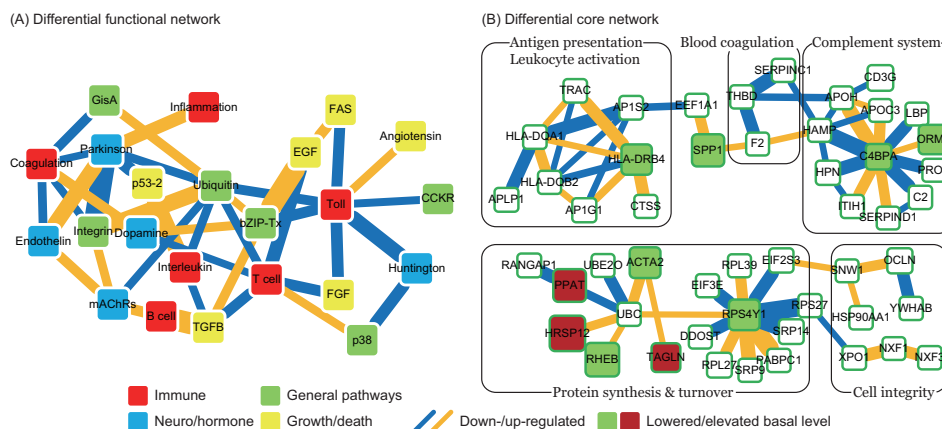 (A) Differential functional network
GisA
Inflammation
FAS
Coagulation
Parkinson
EGF
Angiotensin
p53-2
Ubiquitin
Toll
CCKR
Endothelin
Integrin
Dopamine
bZIP-Tx
Interleukin
T cell
Huntington
mAChRs
B cell
TGFB
FGF
p38
Immune
General pathways
Neuro/hormone
Growth/death
Down-/up-regulated
Lowered/elevated basal level
(B) Differential core network
Antigen presentation
Leukocyte activation
Blood coagulation
Complement system
TRAC
AP1S2
EEF1A1
HLA-DQA1
HLA-DRB4
SPP1
HLA-DQB2
APLP1
AP1G1
CTSS
SERPINC1
THBD
F2
CD3G
APOH
APOC3
LBP
HAMP
ORM
C4BPA
HPN
PRO
ITIH1
C2
SERPIND1
RANGAP1
UBE2O
ACTA2
RPL39
EIF2S3
PPAT
EIF3E
UBC
RPS4Y1
RPS27
HRSP12
DDOST
SRP14
RHEB
TAGLN
RPL27
SRP9
PABPC1
SNW1
OCLN
HSP90AA1
YWHAB
XPO1
NXF1
NXF3
Protein synthesis & turnover
Cell integrity